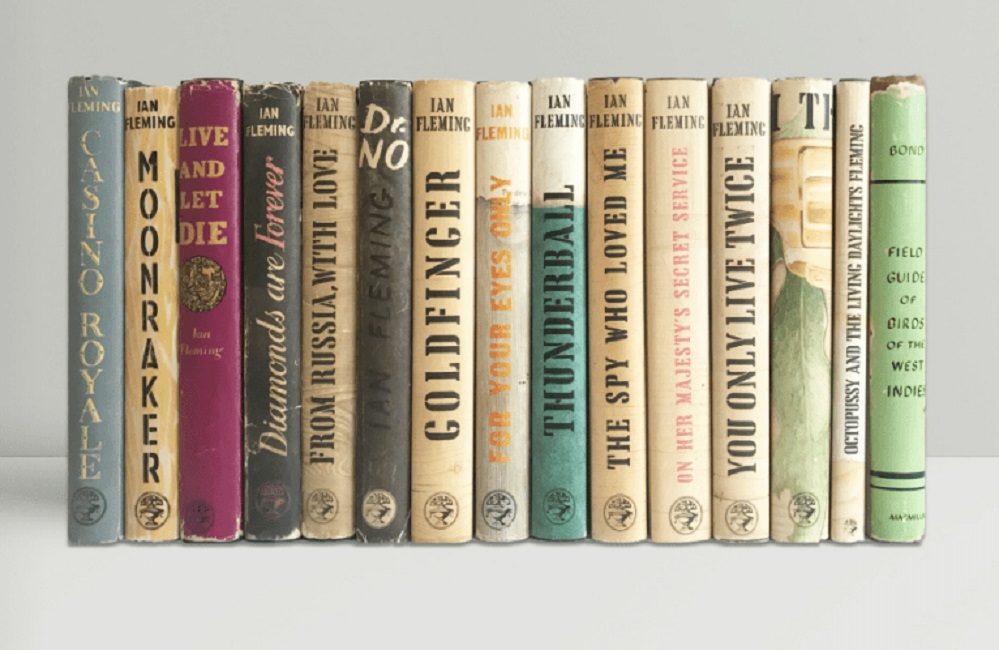 IAN
FLEMING
CASINO ROYALE
IAN
FLEMING
MOONRAKER
LIVE
AND
LET
DIE
Ian
Fleming
IAN
FLEMING
Diamonds are Forever
IAN
FLEMING
FROM RUSSIA, WITH LOVE
Dr.
NO
IAN FLEMING
IAN
FLEMING
GOLDFINGER
IAN
FLEMING
FOR YOUR EYES ONLY
IAN
FLEMING
THUNDERBALL
IAN
FLEMING
THE SPY WHO LOVED ME
IAN
FLEMING
ON HER MAJESTY'S SECRET SERVICE
IAN
FLEMING
YOU ONLY LIVE TWICE
OCTOPUSSY AND THE LIVING DAYLIGHTS FLEMING
BOND
FIELD
GUIDE
OF
BIRDS
OF THE
WEST
INDIES
MACMILLAN